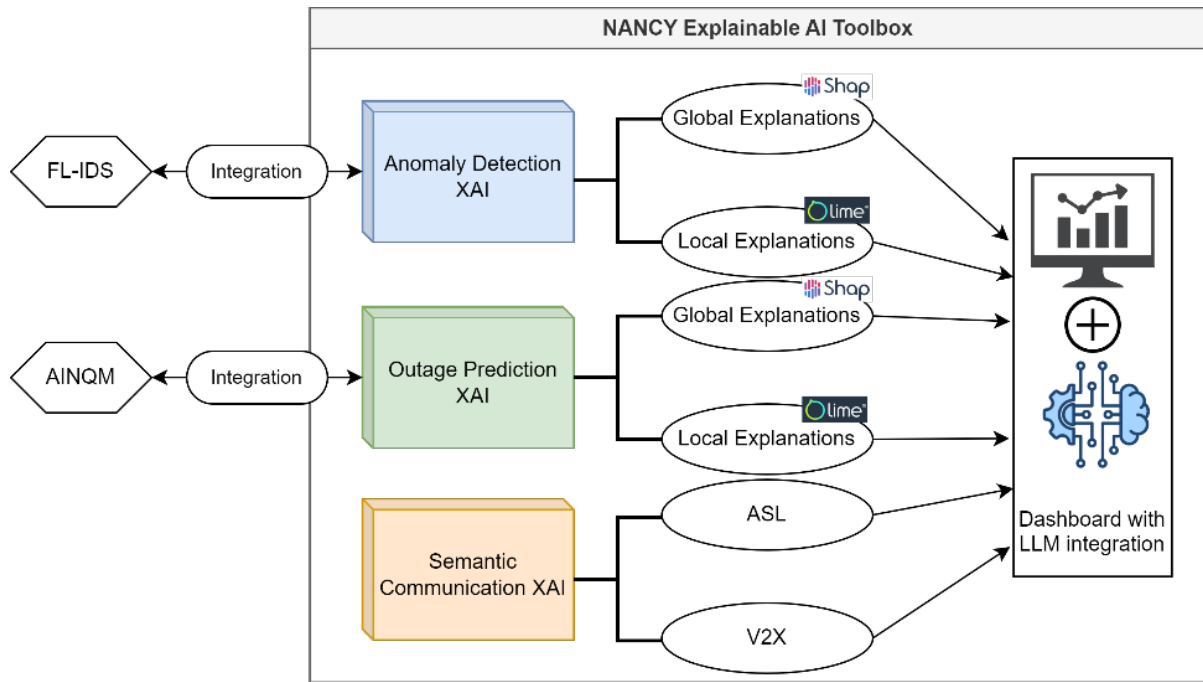 NANCY Explainable AI Toolbox
Shap
Global Explanations
FL-IDS
Integration
Anomaly Detection
XAI
lime
Local Explanations
Shap
Global Explanations
AINQM
Integration
Outage Prediction
XAI
lime
Local Explanations
ASL
Semantic
Communication XAI
V2X
Dashboard with
LLM integration